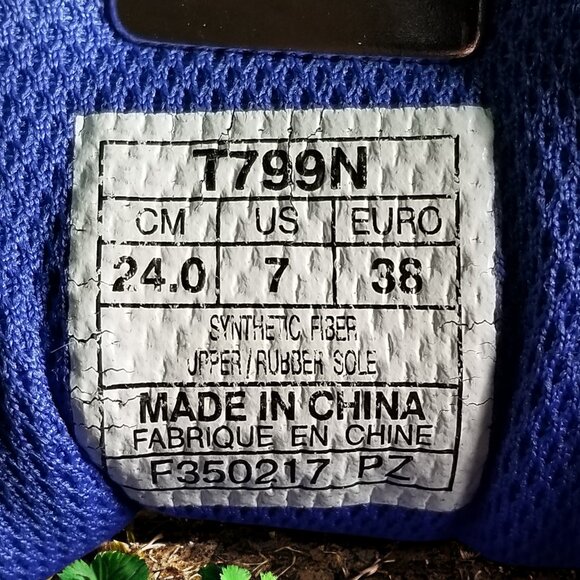 T799N
CM US EURO
24.0 7 38
SYNTHETIC FIBER
UPPER/RUBBER SOLE
MADE IN CHINA
FABRIQUE EN CHINE
F350217 PZ